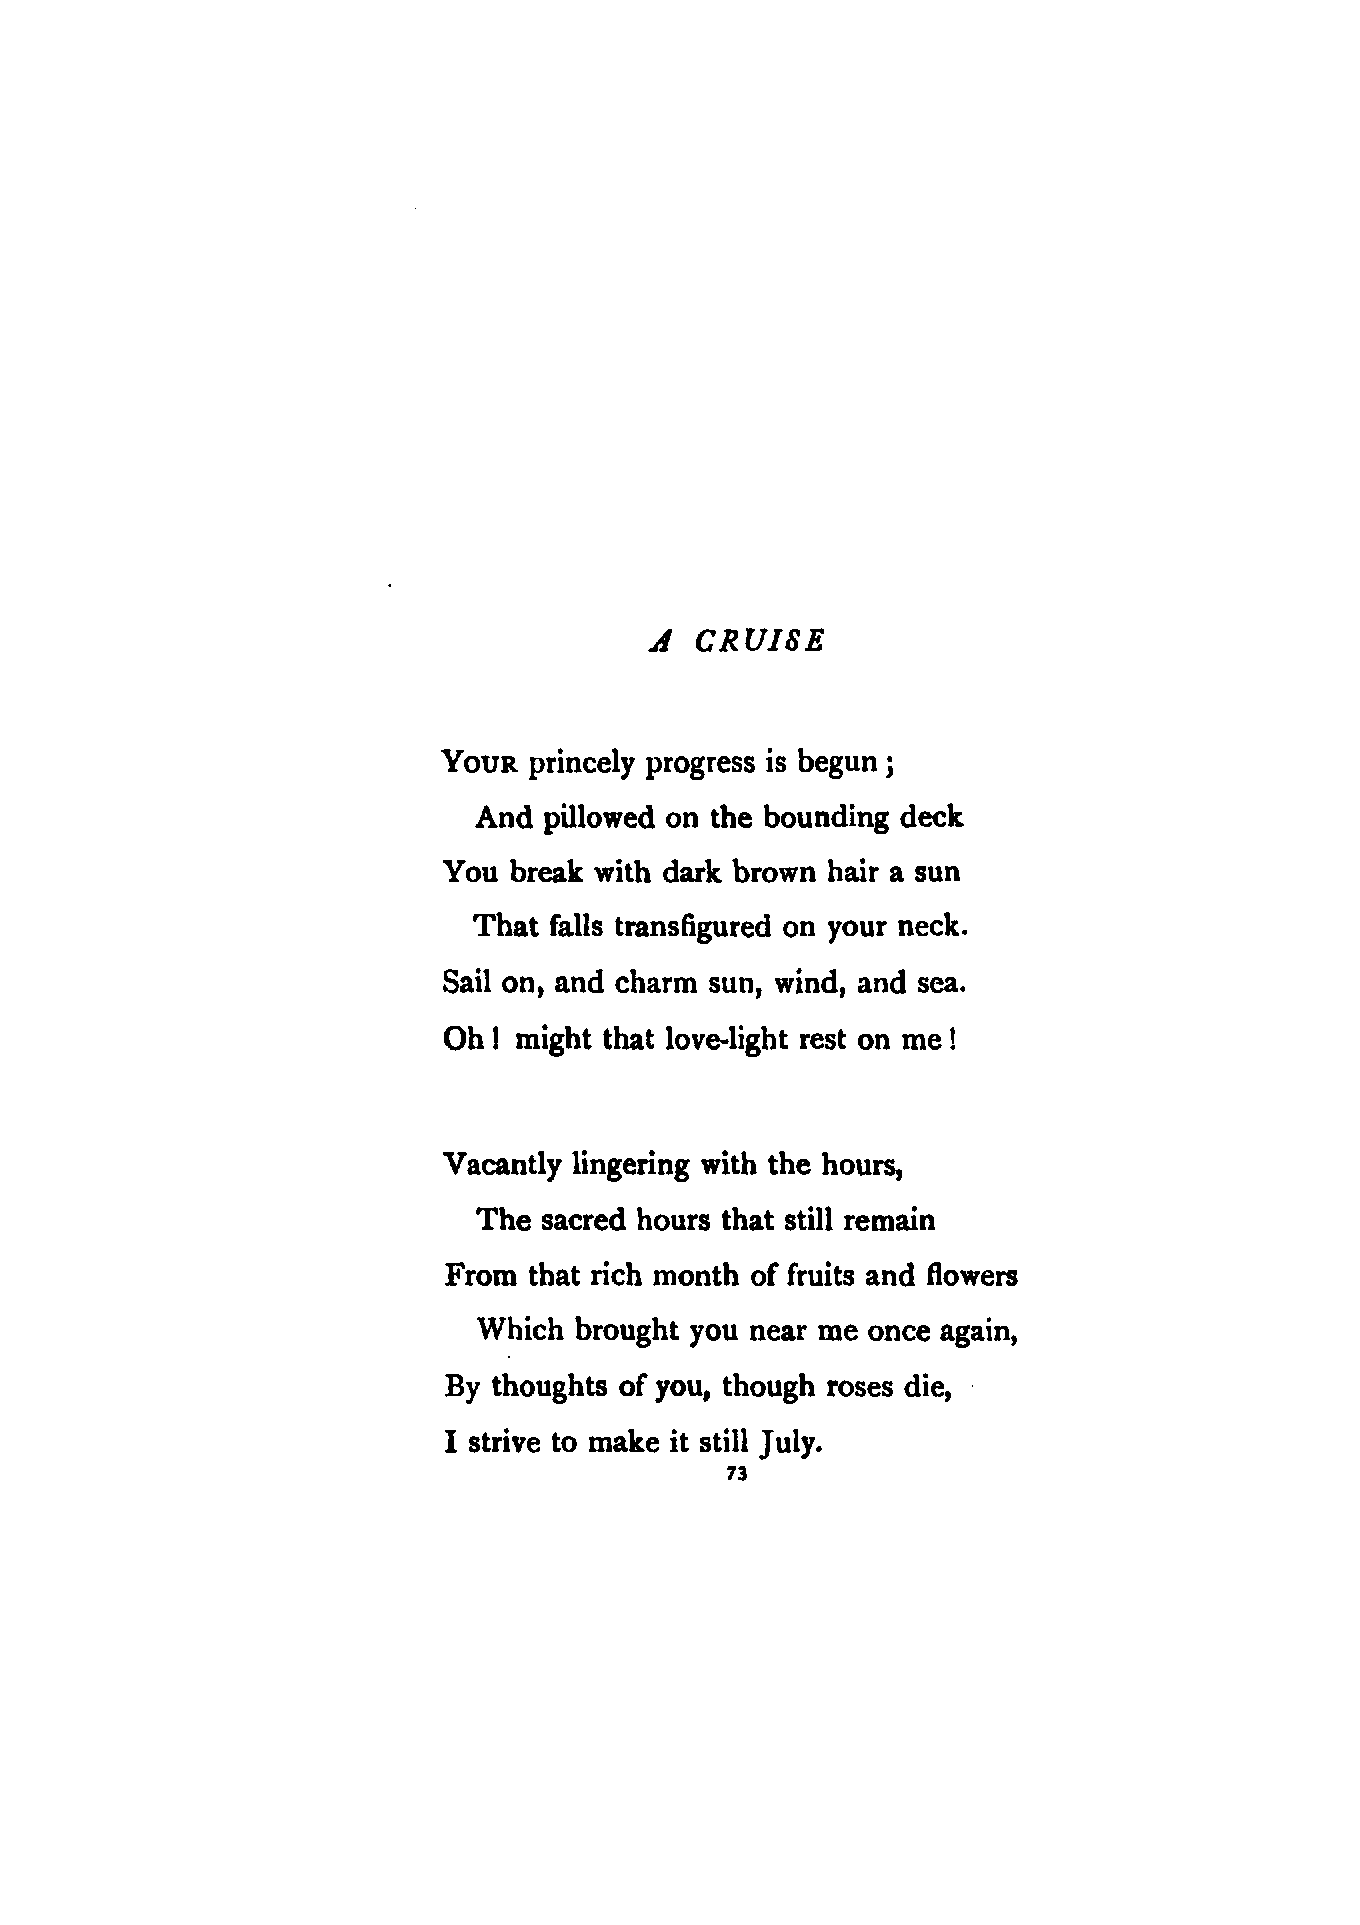 A CRUISE
YOUR princely progress is begun ;
And pillowed on the bounding deck
You break with dark brown hair a sun
That falls transfigured on your neck.
Sail on, and charm sun, wind, and sea.
Oh ! might that love-light rest on me !
Vacantly lingering with the hours,
The sacred hours that still remain
From that rich month of fruits and flowers
Which brought you near me once again,
By thoughts of you, though roses die,
I strive to make it still July.
73